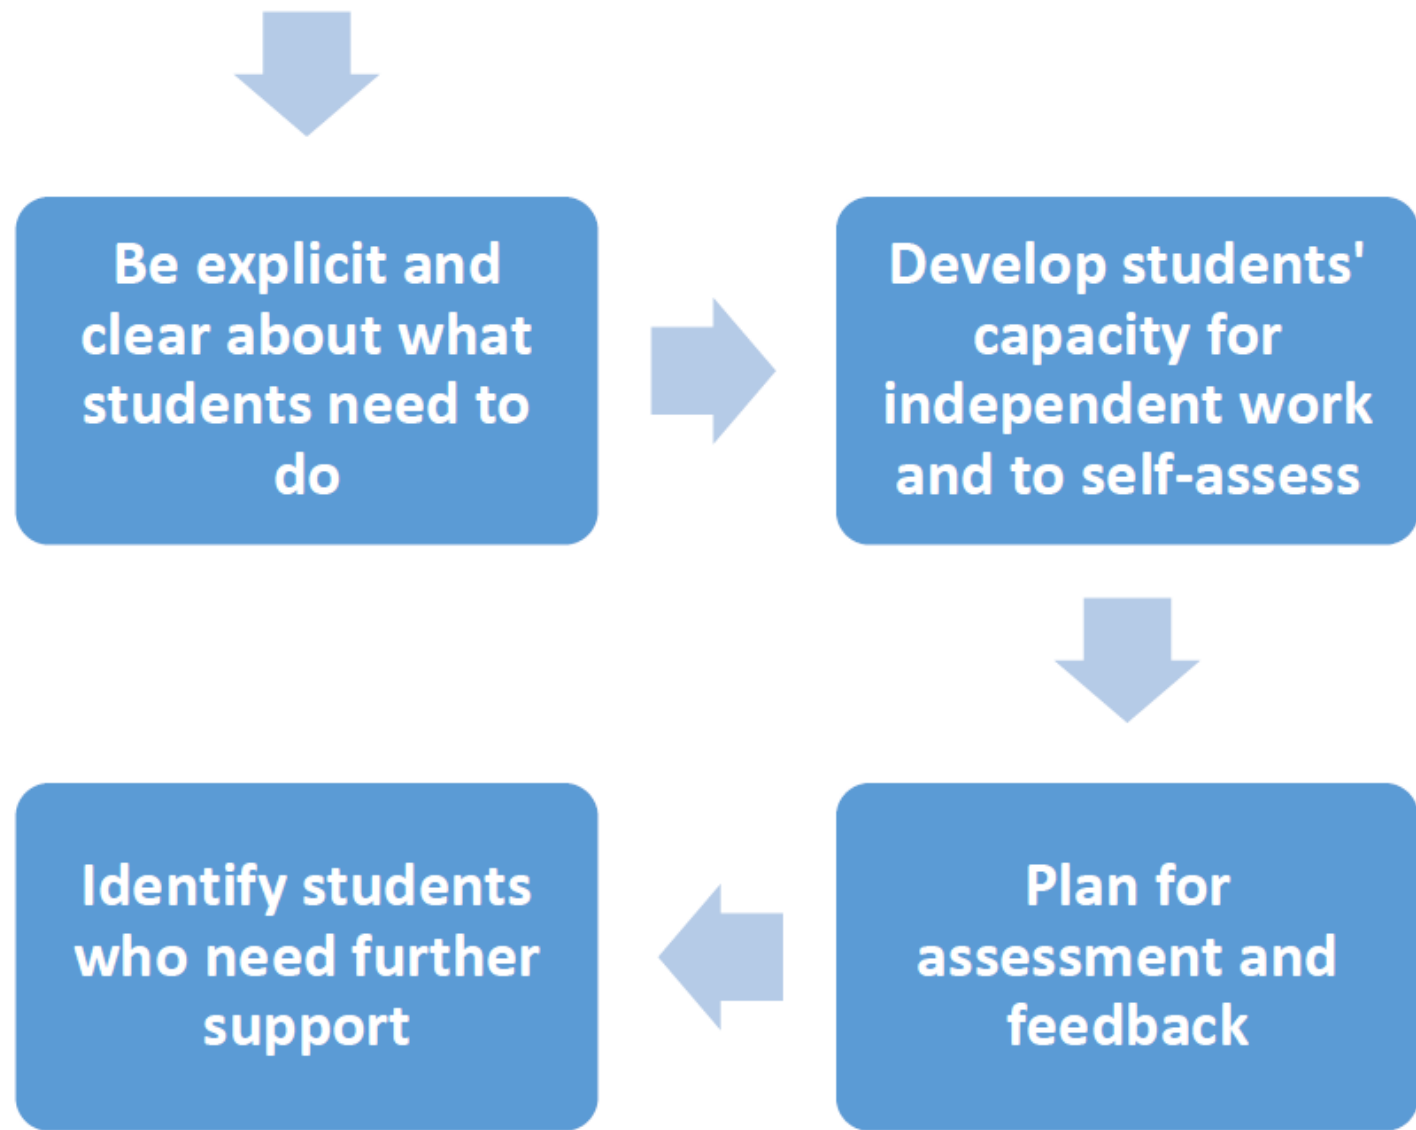 Be explicit and
clear about what
students need to
do
Develop students'
capacity for
independent work
and to self-assess
Plan for
assessment and
feedback
Identify students
who need further
support